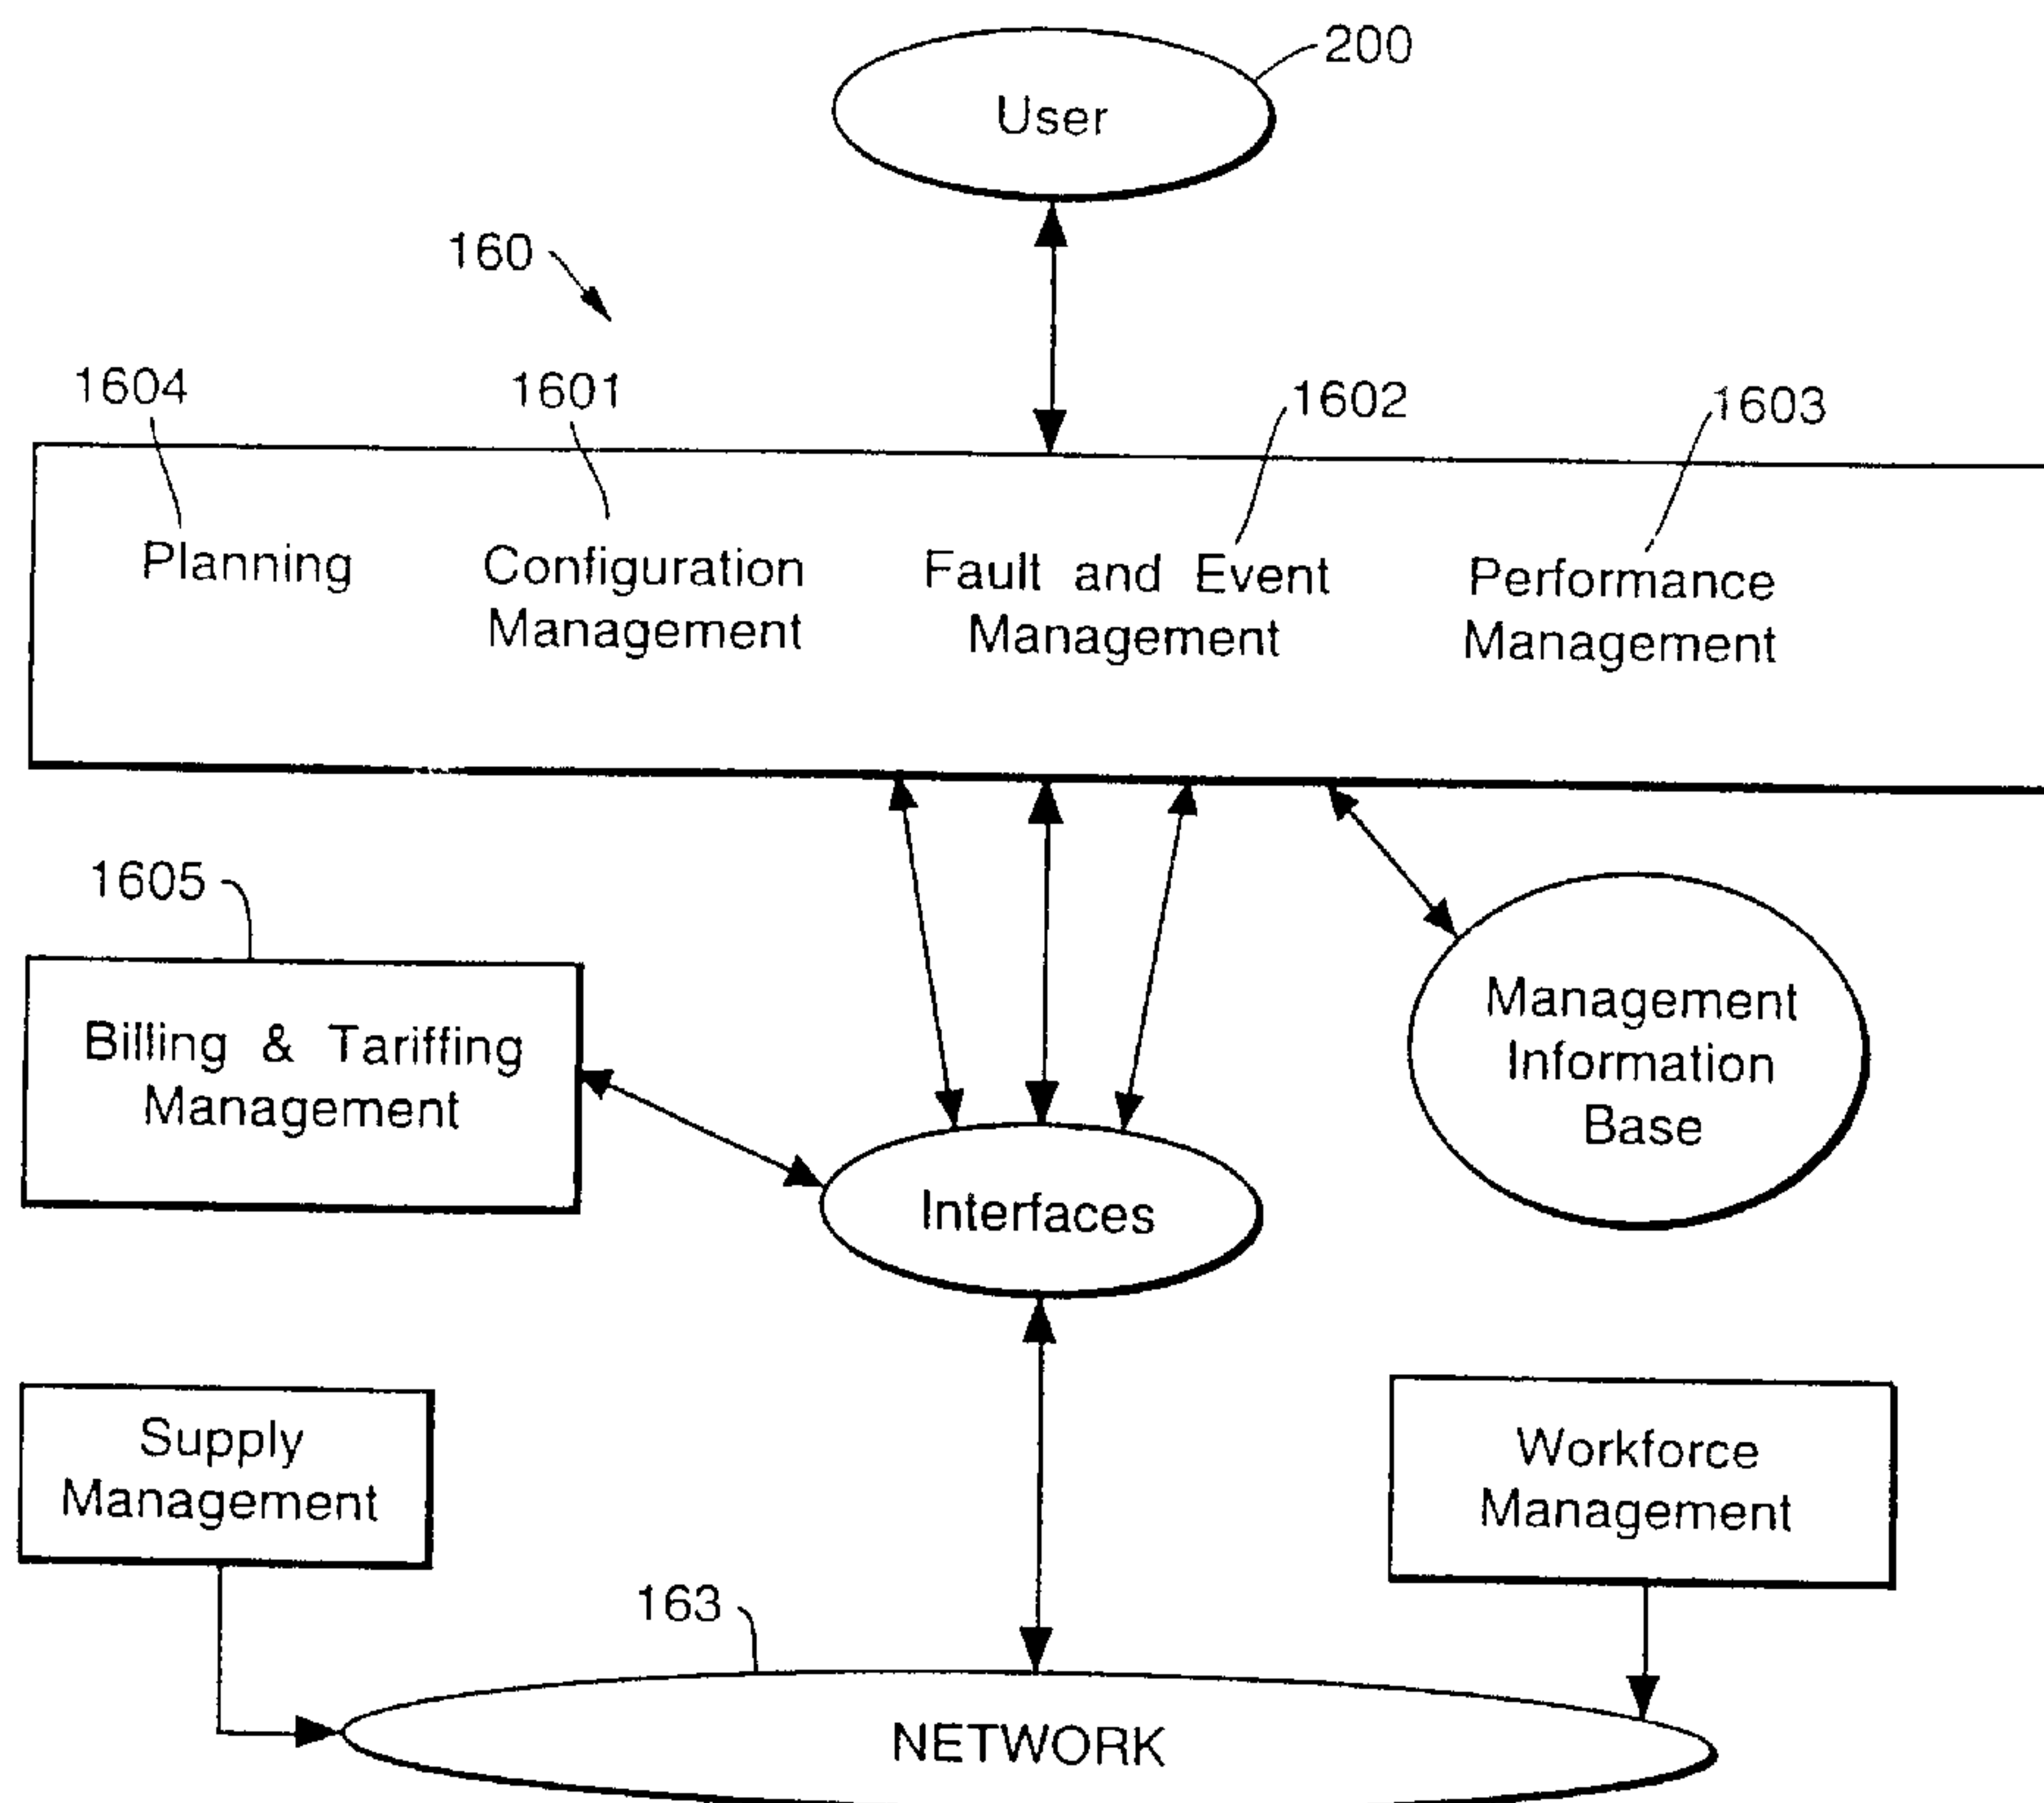 200
User
160
1604
1601
1602
1603
Planning
Configuration
Management
Fault and Event
Management
Performance
Management
1605
Billing & Tariffing
Management
Management
Information
Base
Interfaces
Supply
Management
Workforce
Management
163
NETWORK